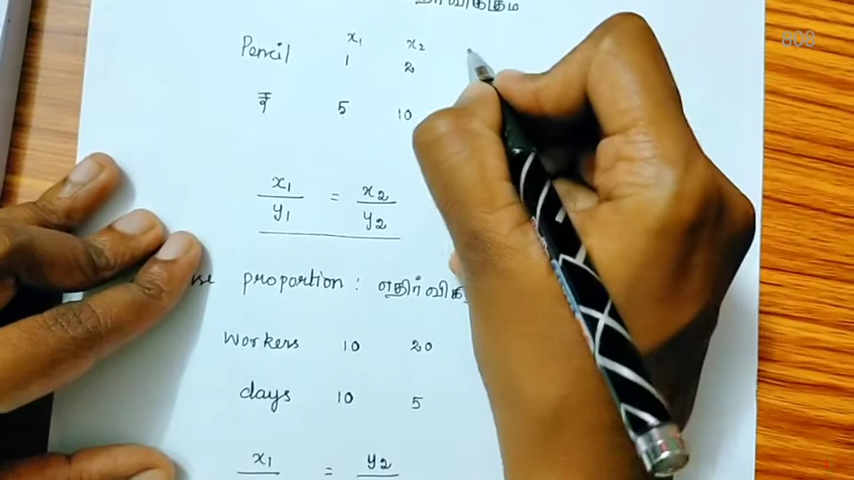 x₁ x₂
Pencil 1 2
₹ 5 10
x₁ / y₁ = x₂ / y₂
proportion :
Workers 10 20
days 10 5
x₁ = y₂
800